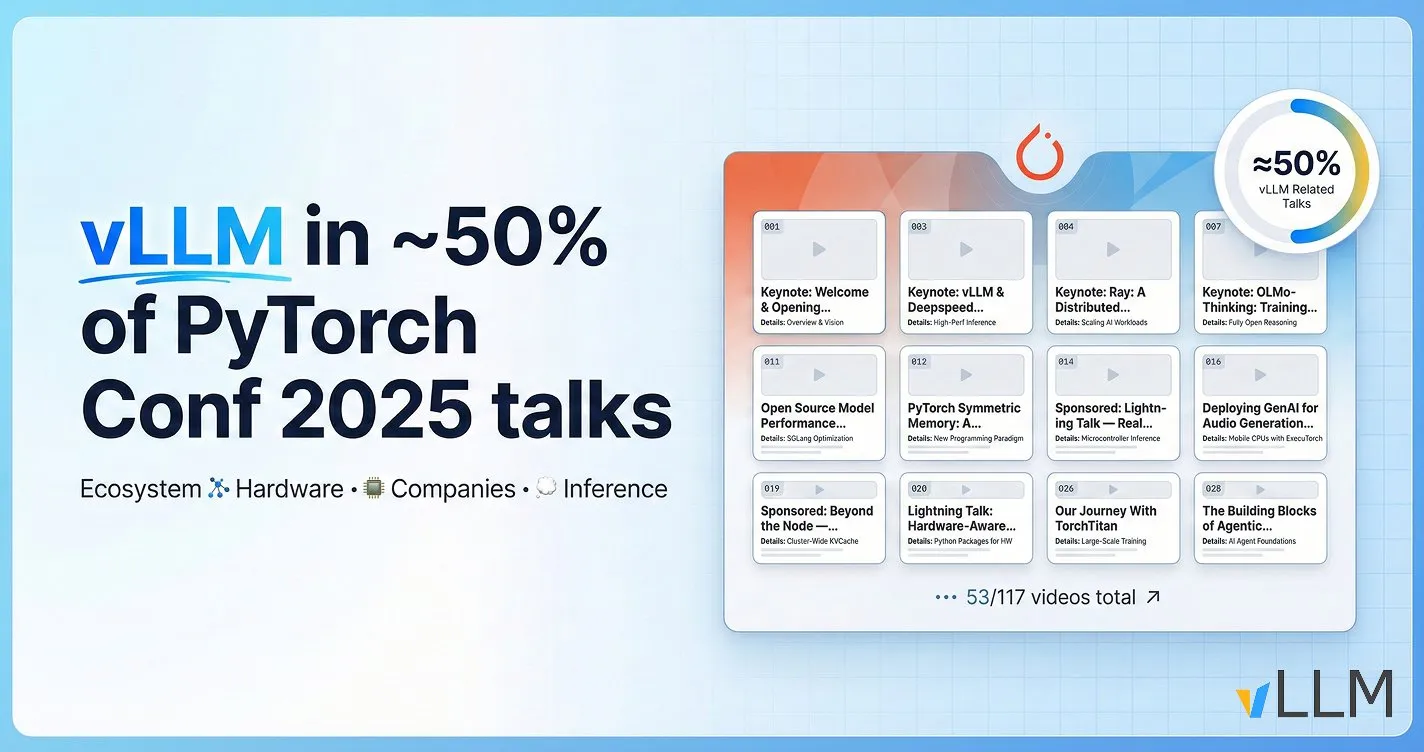 vLLM in ~50%
of PyTorch
Conf 2025 talks
Ecosystem Hardware • Companies • Inference
≈50%
vLLM Related
Talks
001
Keynote: Welcome
& Opening...
Details: Overview & Vision
003
Keynote: vLLM &
Deepspeed...
Details: High-Perf Inference
004
Keynote: Ray: A
Distributed...
Details: Scaling AI Workloads
007
Keynote: OLMo-
Thinking: Training...
Details: Fully Open Reasoning
011
Open Source Model
Performance...
Details: SGLang Optimization
012
PyTorch Symmetric
Memory: A...
Details: New Programming Paradigm
014
Sponsored: Lightn-
ing Talk — Real...
Details: Microcontroller Inference
016
Deploying GenAI for
Audio Generation...
Details: Mobile CPUs with ExecuTorch
019
Sponsored: Beyond
the Node —...
Details: Cluster-Wide KVCache
020
Lightning Talk:
Hardware-Aware...
Details: Python Packages for HW
026
Our Journey With
TorchTitan
Details: Large-Scale Training
028
The Building Blocks
of Agentic...
Details: AI Agent Foundations
••• 53/117 videos total ↗
vLLM